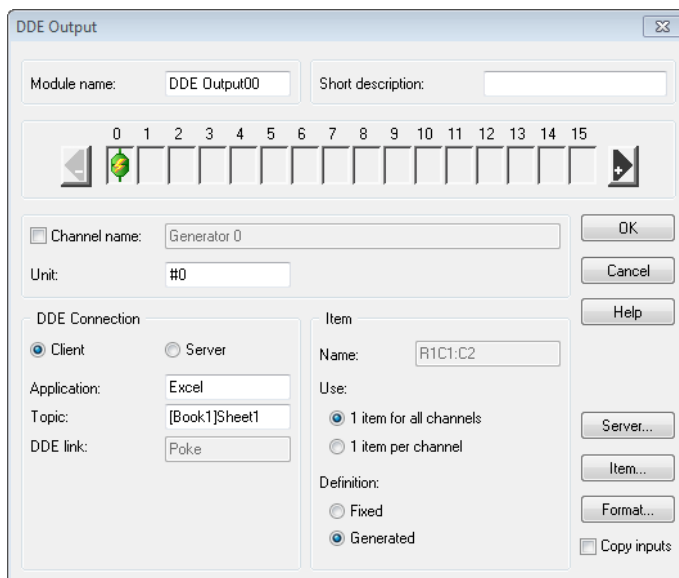 DDE Output
Module name: DDE Output00 Short description:
0 1 2 3 4 5 6 7 8 9 10 11 12 13 14 15
- +
Channel name: Generator 0
Unit: #0
OK
Cancel
Help
DDE Connection
Client Server
Application: Excel
Topic: [Book1]Sheet1
DDE link: Poke
Item
Name: R1C1:C2
Use:
1 item for all channels
1 item per channel
Definition:
Fixed
Generated
Server...
Item...
Format...
Copy inputs